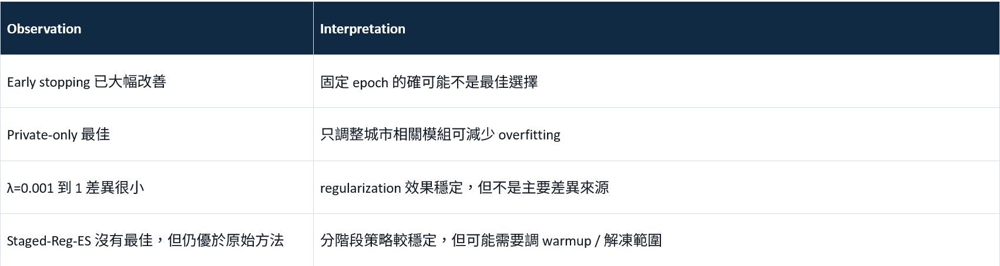 Observation
Interpretation
Early stopping 已大幅改善
固定 epoch 的確可能不是最佳選擇
Private-only 最佳
只調整城市相關模組可減少 overfitting
λ=0.001 到 1 差異很小
regularization 效果穩定，但不是主要差異來源
Staged-Reg-ES 沒有最佳，但仍優於原始方法
分階段策略較穩定，但可能需要調 warmup / 解凍範圍